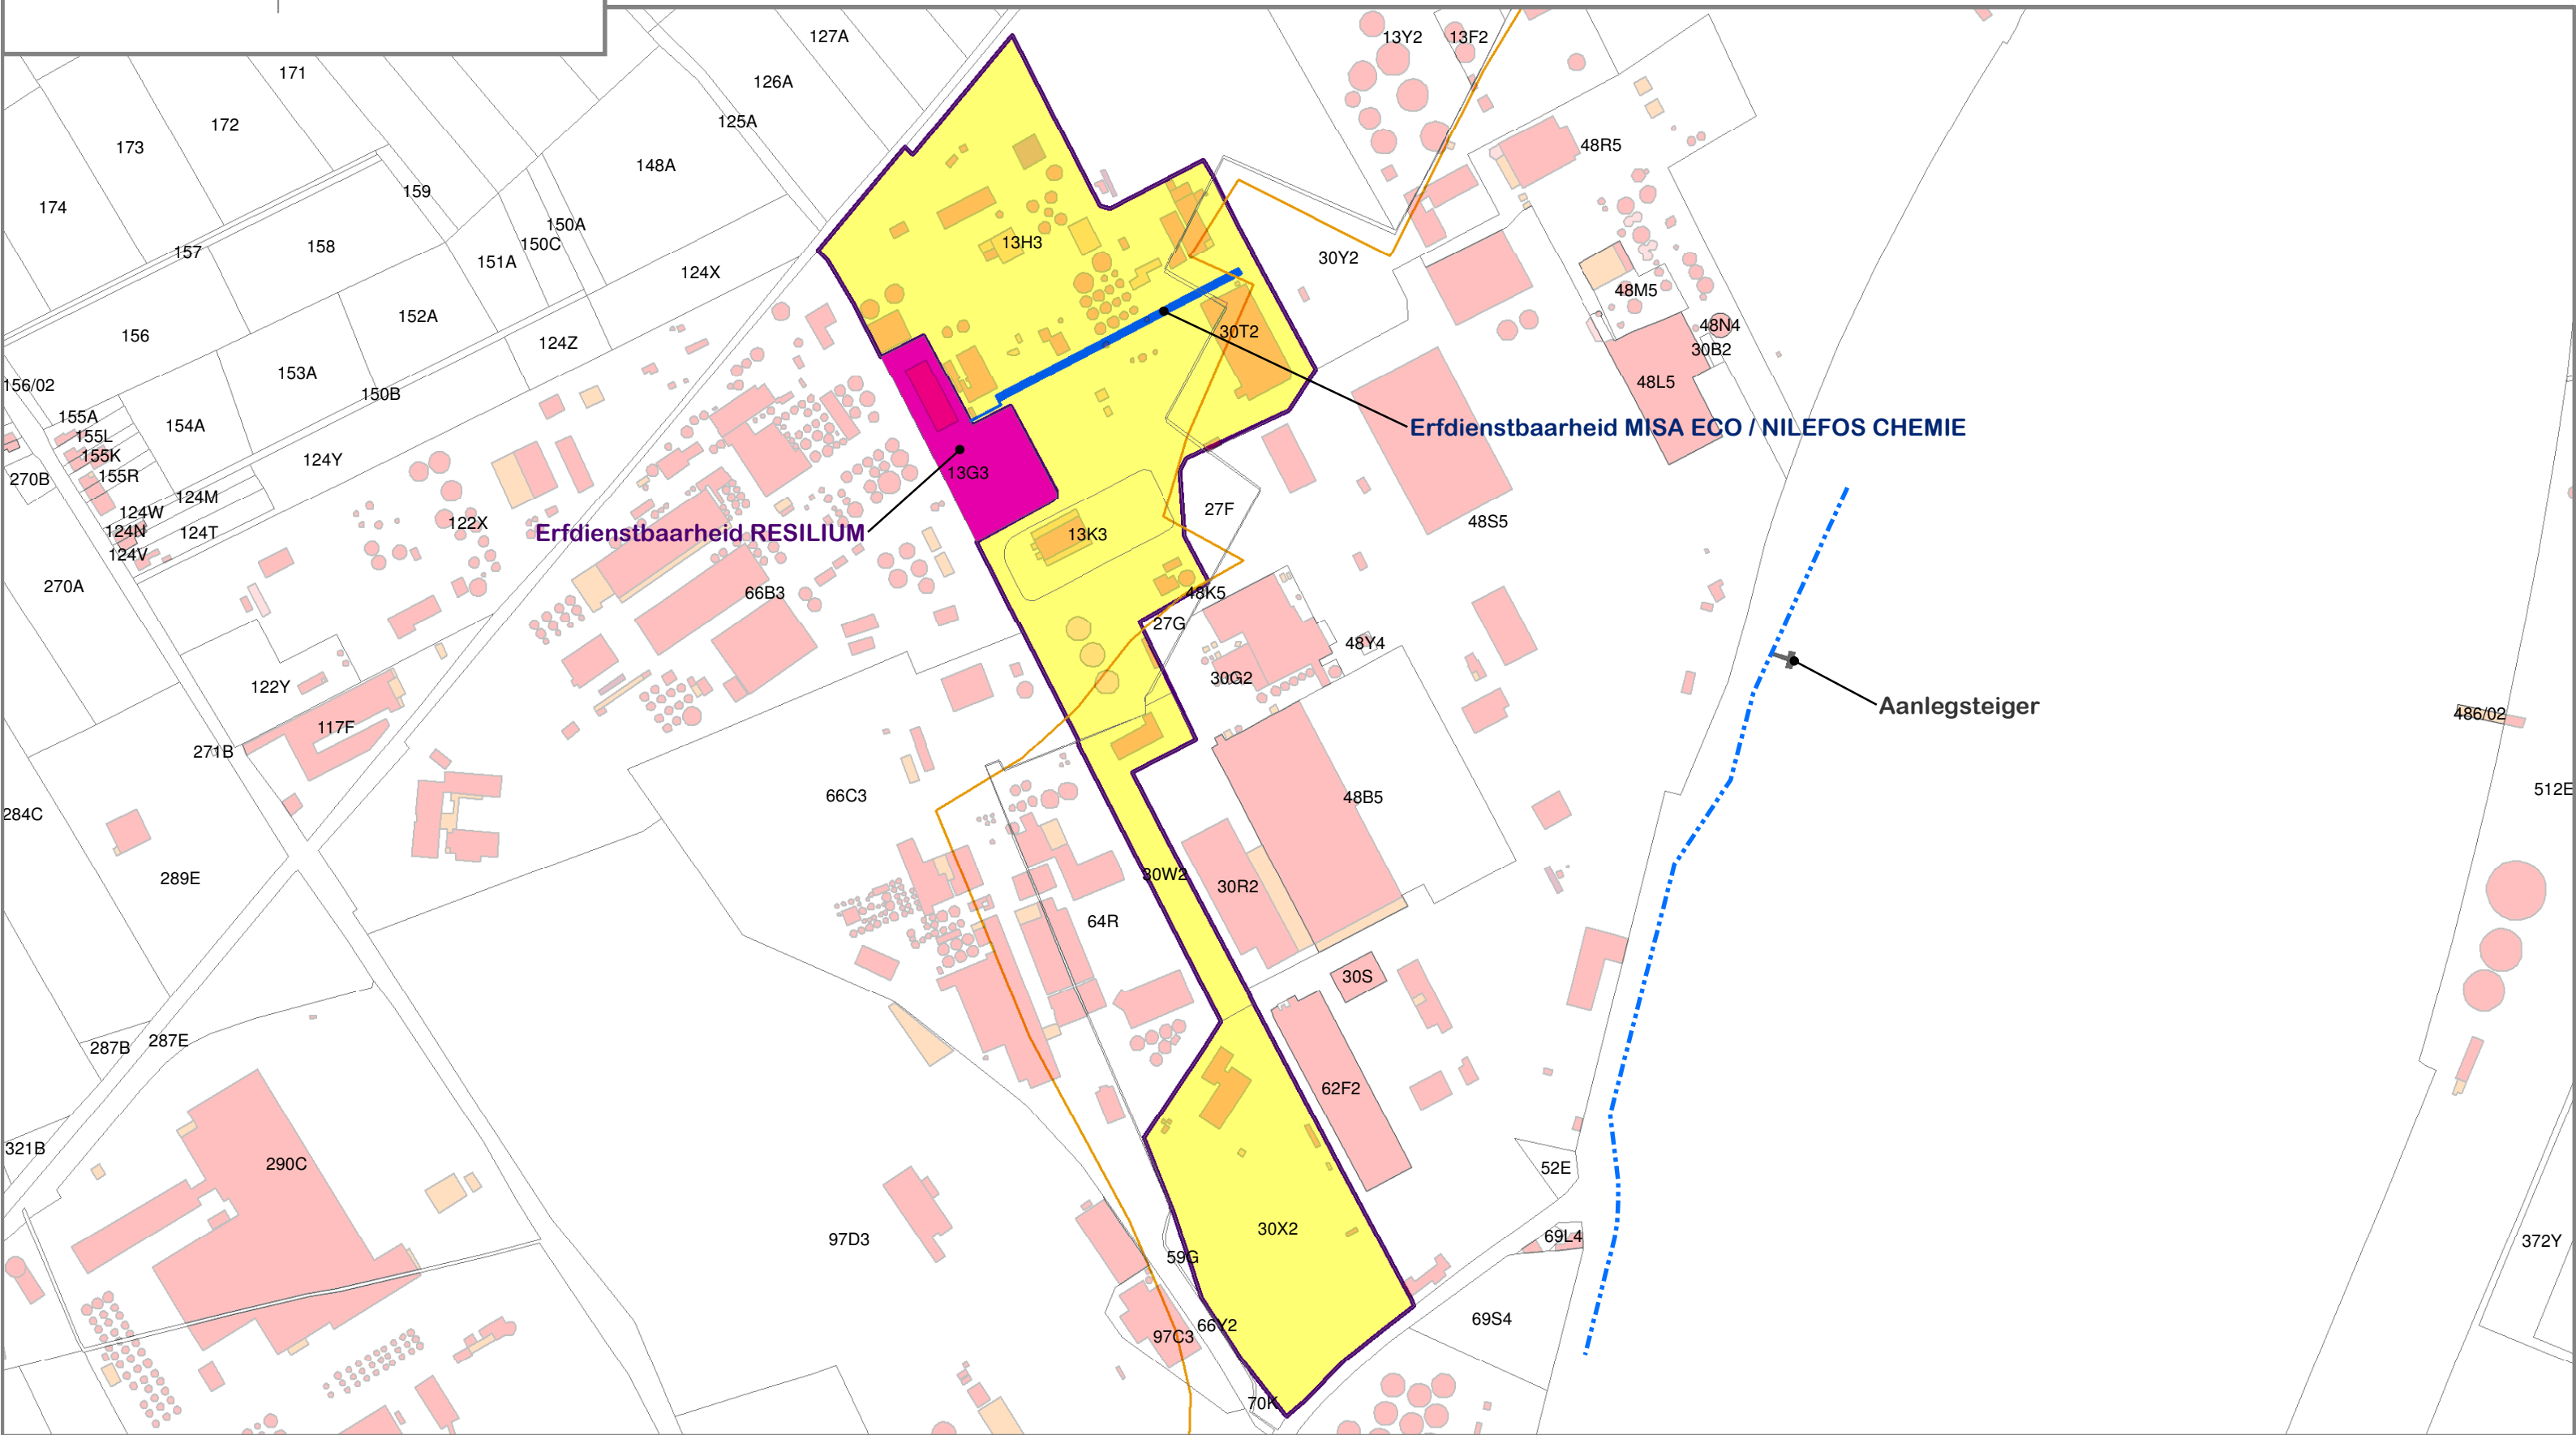 127A
13Y2
13F2
171
126A
172
125A
173
48R5
148A
159
174
150A
150C
13H3
158
157
30Y2
151A
124X
48M5
152A
48N4
30T2
156
124Z
30B2
153A
48L5
156/02
150B
155A
154A
Erfdienstbaarheid MISA ECO / NILEFOS CHEMIE
155L
155K
124Y
13G3
155R
270B
124M
27F
124W
48S5
122X
124N
124T
Erfdienstbaarheid RESILIUM
13K3
124V
270A
66B3
48K5
27G
48Y4
30G2
122Y
Aanlegsteiger
486/02
117F
271B
512E
66C3
48B5
284C
30W2
289E
30R2
64R
30S
287E
287B
62F2
321B
290C
52E
30X2
69L4
97D3
372Y
59G
69S4
66Y2
97C3
70K